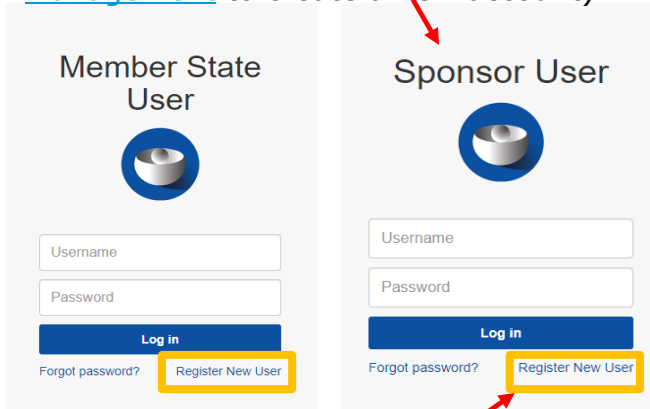 Member State
User
Username
Password
Log in
Forgot password? Register New User
Sponsor User
Username
Password
Log in
Forgot password? Register New User